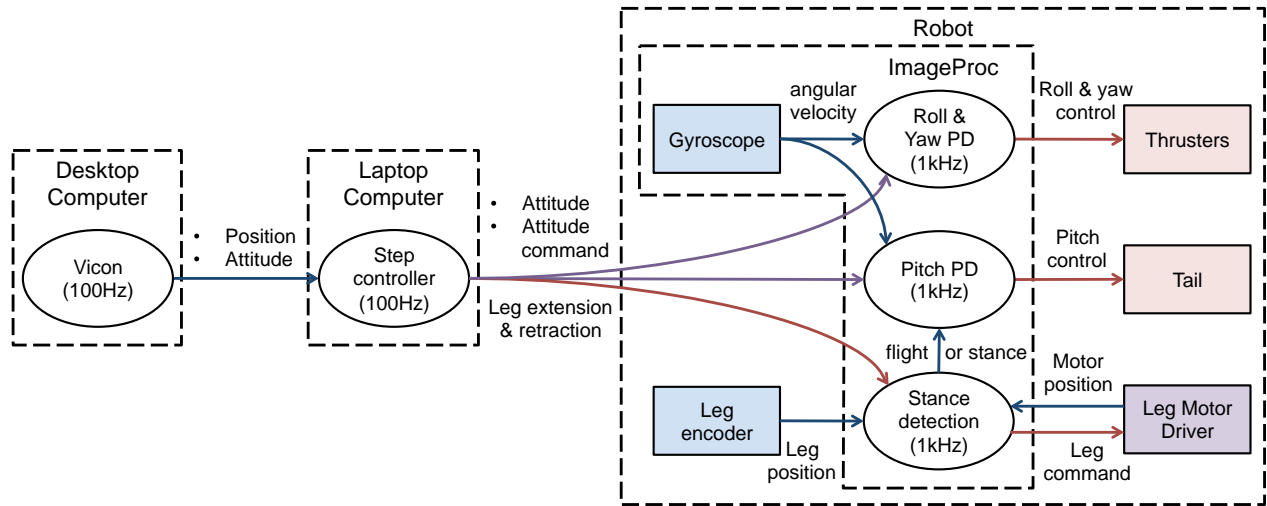 Robot
ImageProc
Desktop
Computer
Vicon
(100Hz)
• Position
• Attitude
Laptop
Computer
Step
controller
(100Hz)
• Attitude
• Attitude
command
Leg extension
& retraction
Gyroscope
angular
velocity
Roll &
Yaw PD
(1kHz)
Roll & yaw
control
Thrusters
Pitch PD
(1kHz)
Pitch
control
Tail
flight or stance
Leg
encoder
Leg
position
Stance
detection
(1kHz)
Motor
position
Leg Motor
Driver
Leg
command